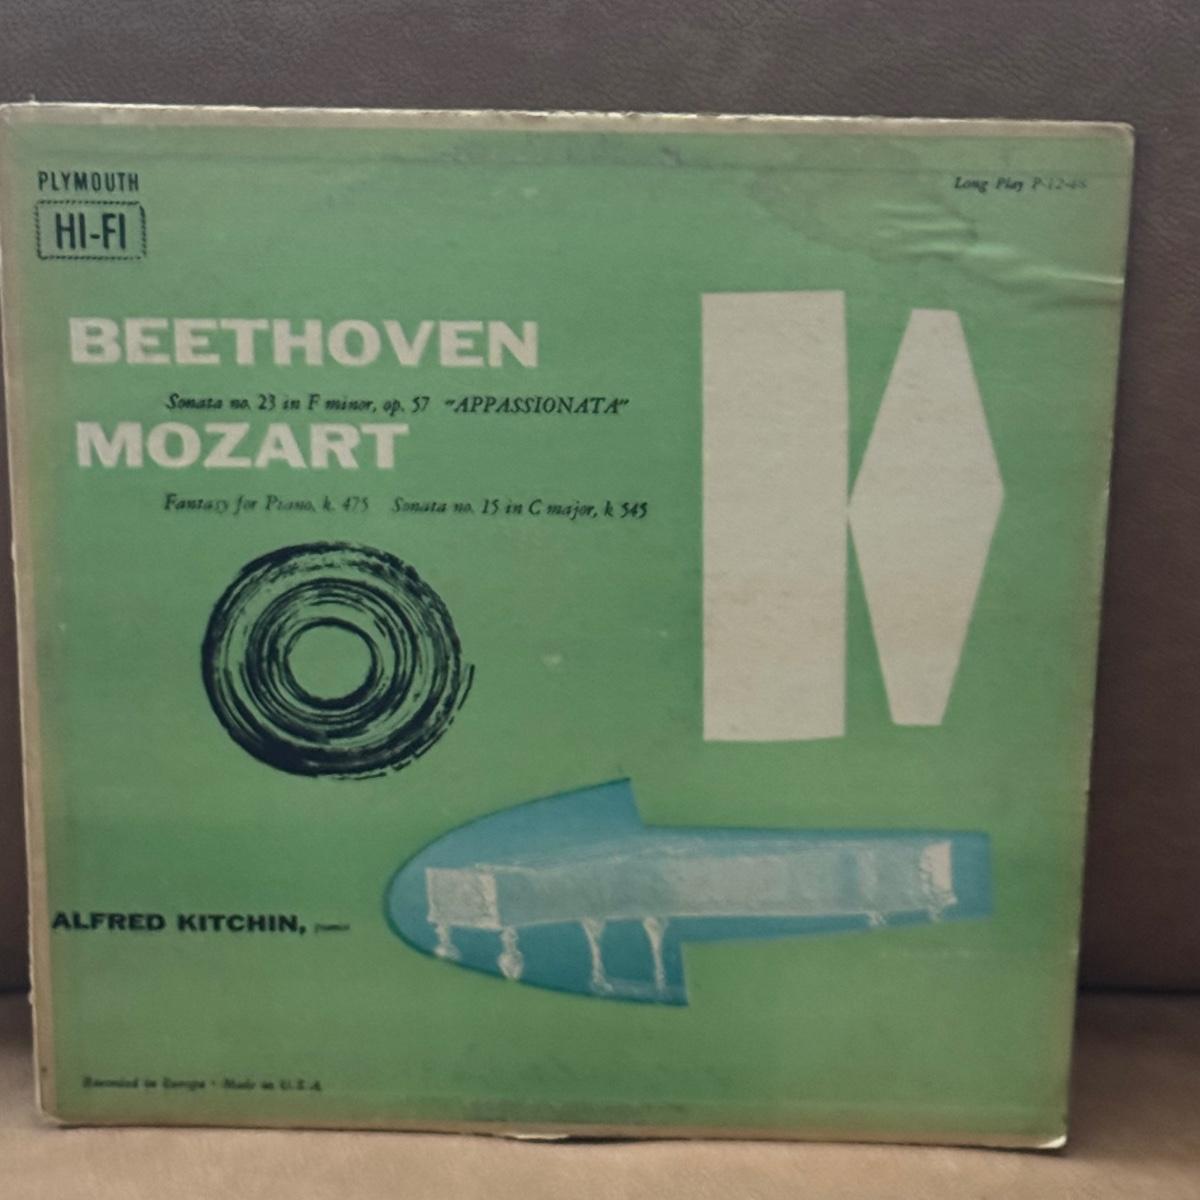 PLYMOUTH
HI-FI
Long Play P-12-48
BEETHOVEN
Sonata no. 23 in F minor, op. 57 "APPASSIONATA"
MOZART
Fantasy for Piano, k. 475 Sonata no. 15 in C major, k 545
ALFRED KITCHIN, piano
Recorded in Europe • Made in U.S.A.